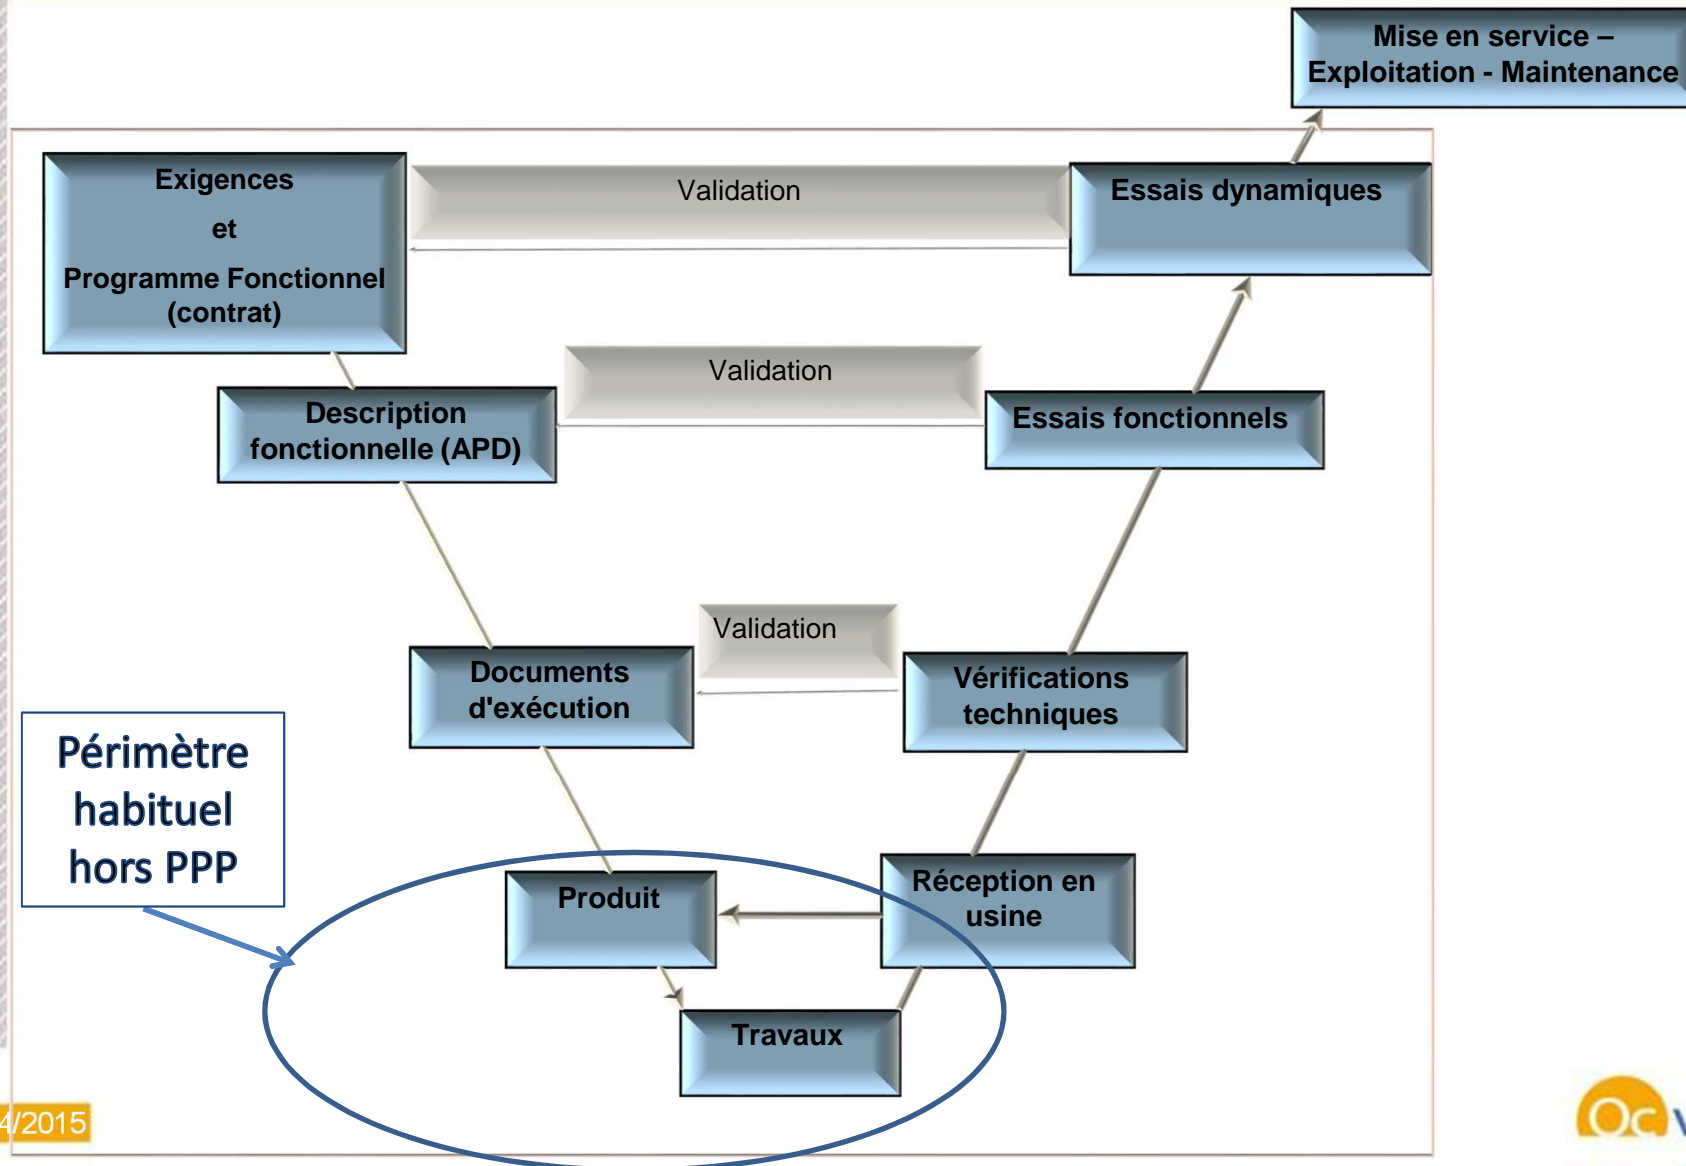 Mise en service –
Exploitation - Maintenance
Exigences
et
Programme Fonctionnel
(contrat)
Validation
Essais dynamiques
Description
fonctionnelle (APD)
Validation
Essais fonctionnels
Documents
d'exécution
Validation
Vérifications
techniques
Périmètre
habituel
hors PPP
Produit
Réception en
usine
Travaux
4/2015
Oc